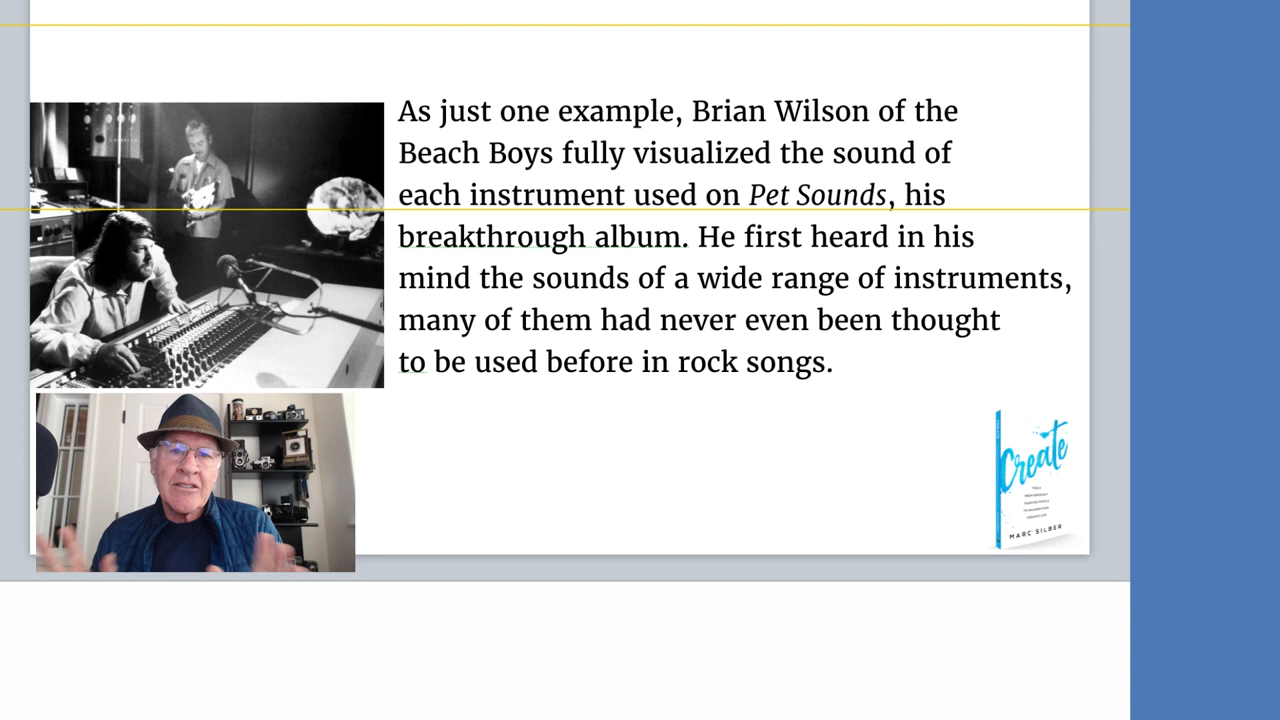 As just one example, Brian Wilson of the
Beach Boys fully visualized the sound of
each instrument used on Pet Sounds, his
breakthrough album. He first heard in his
mind the sounds of a wide range of instruments,
many of them had never even been thought
to be used before in rock songs.
Create
MARC SILBER